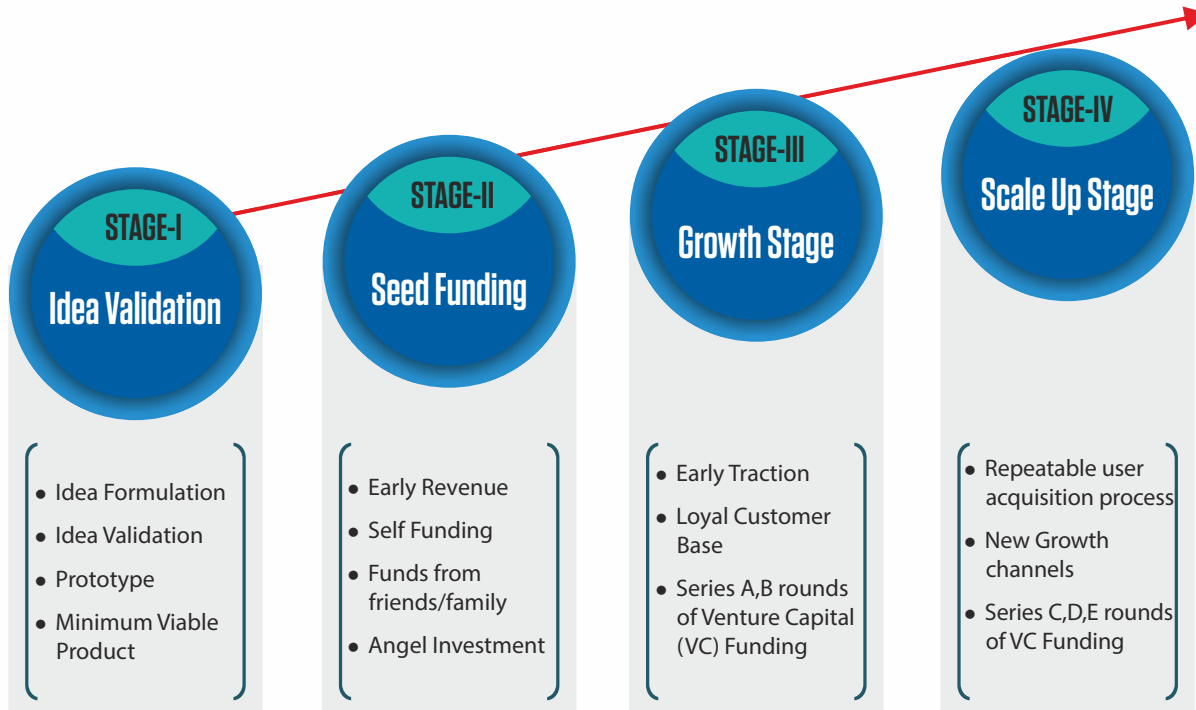 STAGE-I
Idea Validation
• Idea Formulation
• Idea Validation
• Prototype
• Minimum Viable
Product
STAGE-II
Seed Funding
• Early Revenue
• Self Funding
• Funds from
friends/family
• Angel Investment
STAGE-III
Growth Stage
• Early Traction
• Loyal Customer
Base
• Series A,B rounds
of Venture Capital
(VC) Funding
STAGE-IV
Scale Up Stage
• Repeatable user
acquisition process
• New Growth
channels
• Series C,D,E rounds
of VC Funding